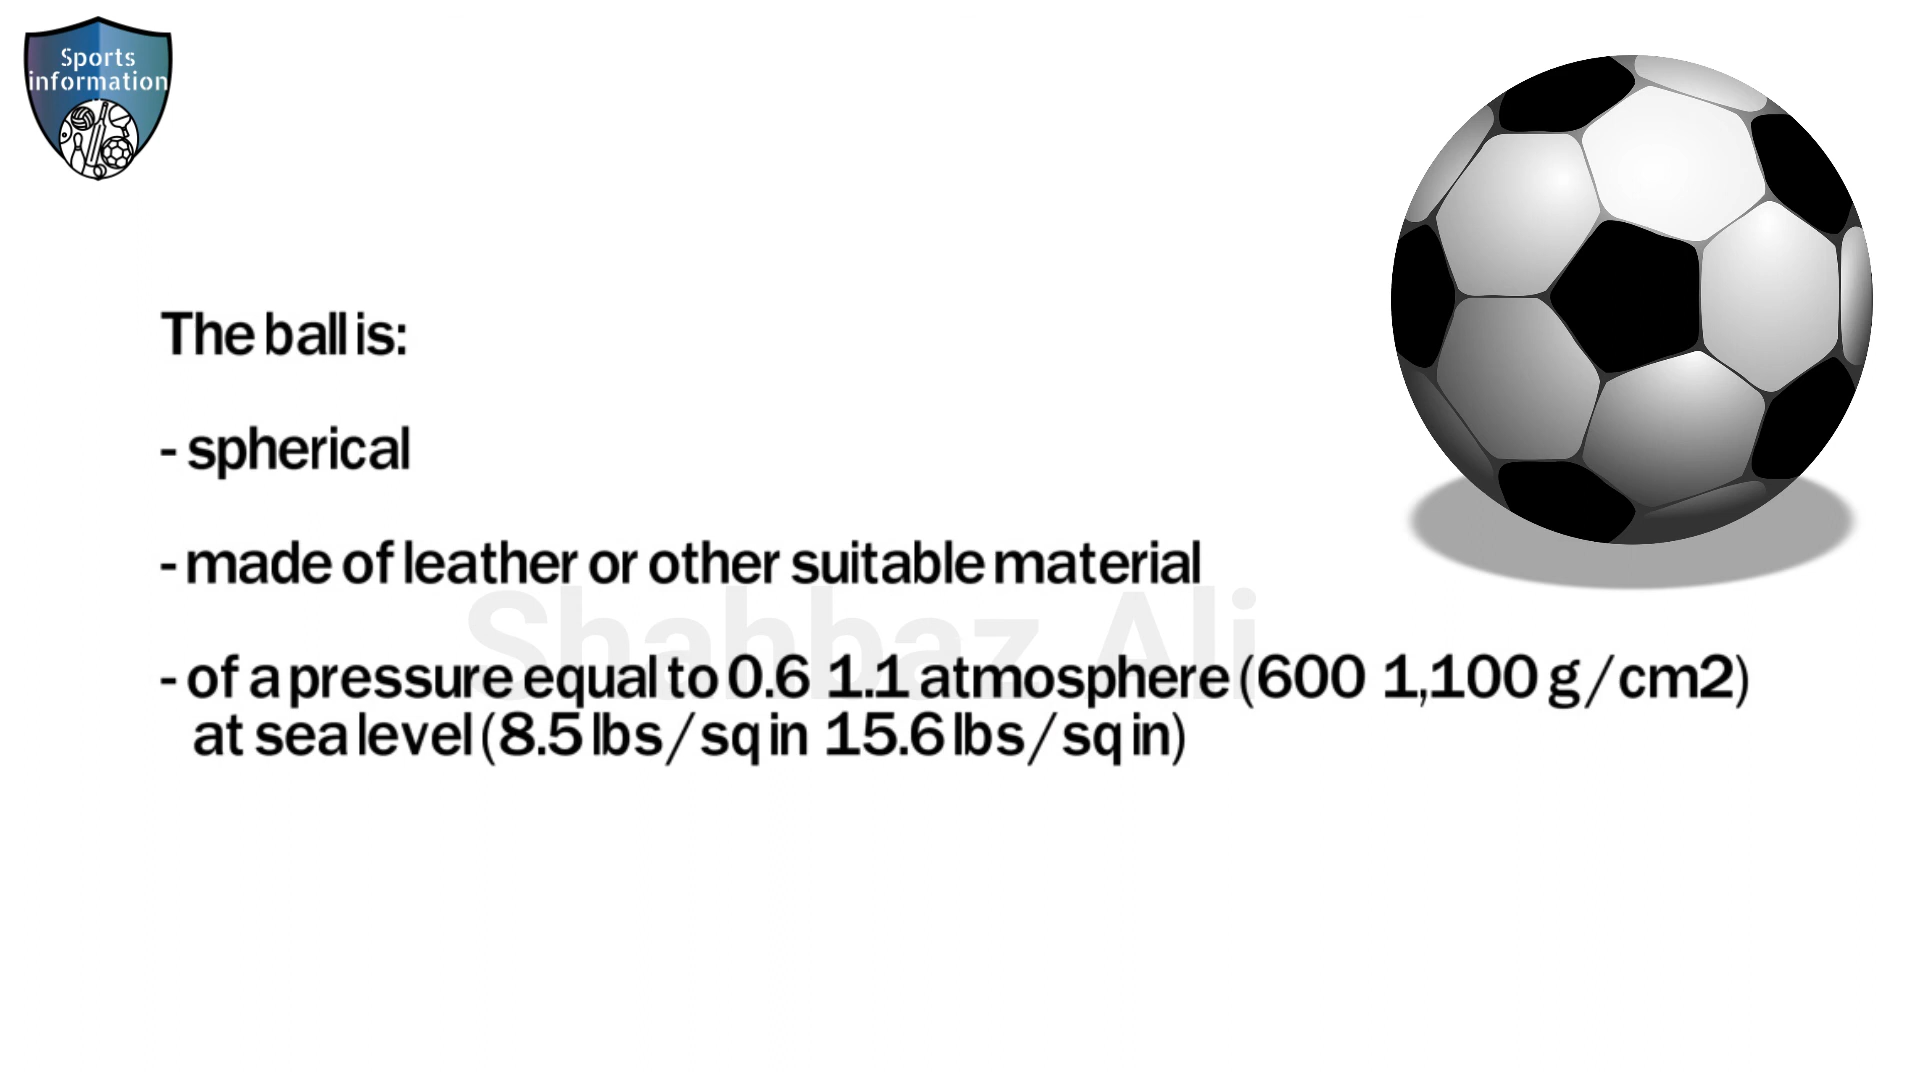 Sports
information
The ball is:
- spherical
- made of leather or other suitable material
Shahbaz Ali
- of a pressure equal to 0.6 1.1 atmosphere (600 1,100 g/cm2)
at sea level (8.5 lbs/sq in 15.6 lbs/sq in)